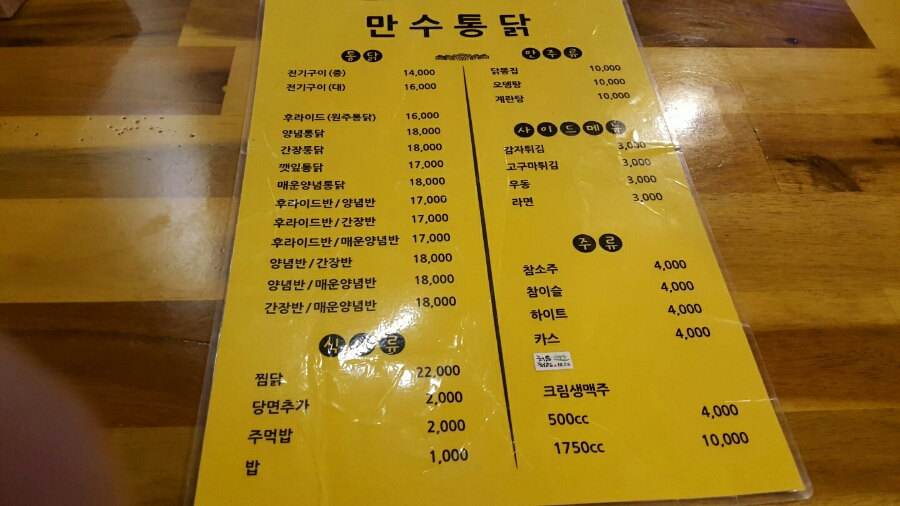 만수통닭
통닭
전기구이 (중) 14,000
전기구이 (대) 16,000
후라이드 (원주통닭) 16,000
양념통닭 18,000
간장통닭 18,000
깻잎통닭 17,000
매운양념통닭 18,000
후라이드반 / 양념반 17,000
후라이드반 / 간장반 17,000
후라이드반 / 매운양념반 17,000
양념반 / 간장반 18,000
양념반 / 매운양념반 18,000
간장반 / 매운양념반 18,000
식사류
찜닭 22,000
당면추가 2,000
주먹밥 2,000
밥 1,000
안주류
닭똥집 10,000
오뎅탕 10,000
계란탕 10,000
사이드메뉴
감자튀김 3,000
고구마튀김 3,000
우동 3,000
라면 3,000
주류
참소주 4,000
참이슬 4,000
하이트 4,000
카스 4,000
크림생맥주
500cc 4,000
1750cc 10,000